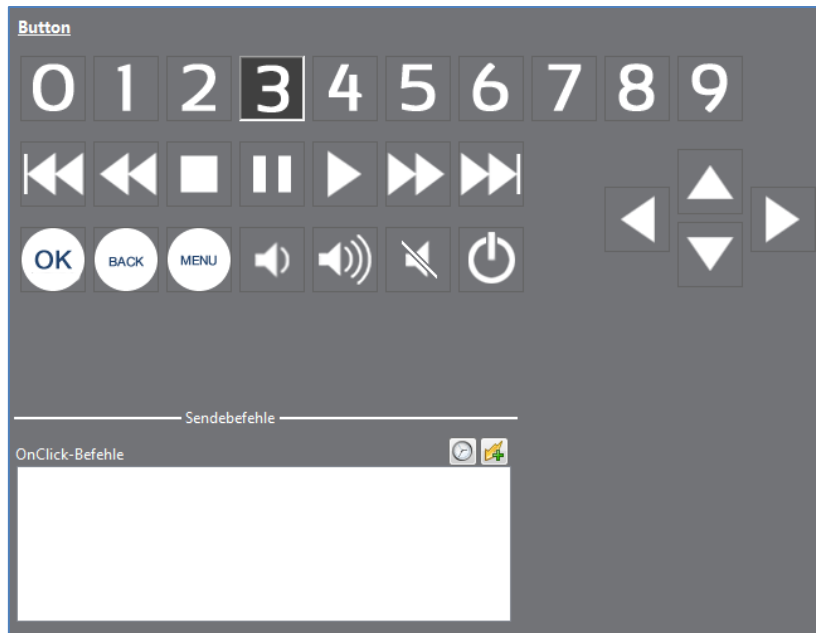 Button
0 1 2 3 4 5 6 7 8 9
OK BACK MENU
Sendebefehle
OnClick-Befehle